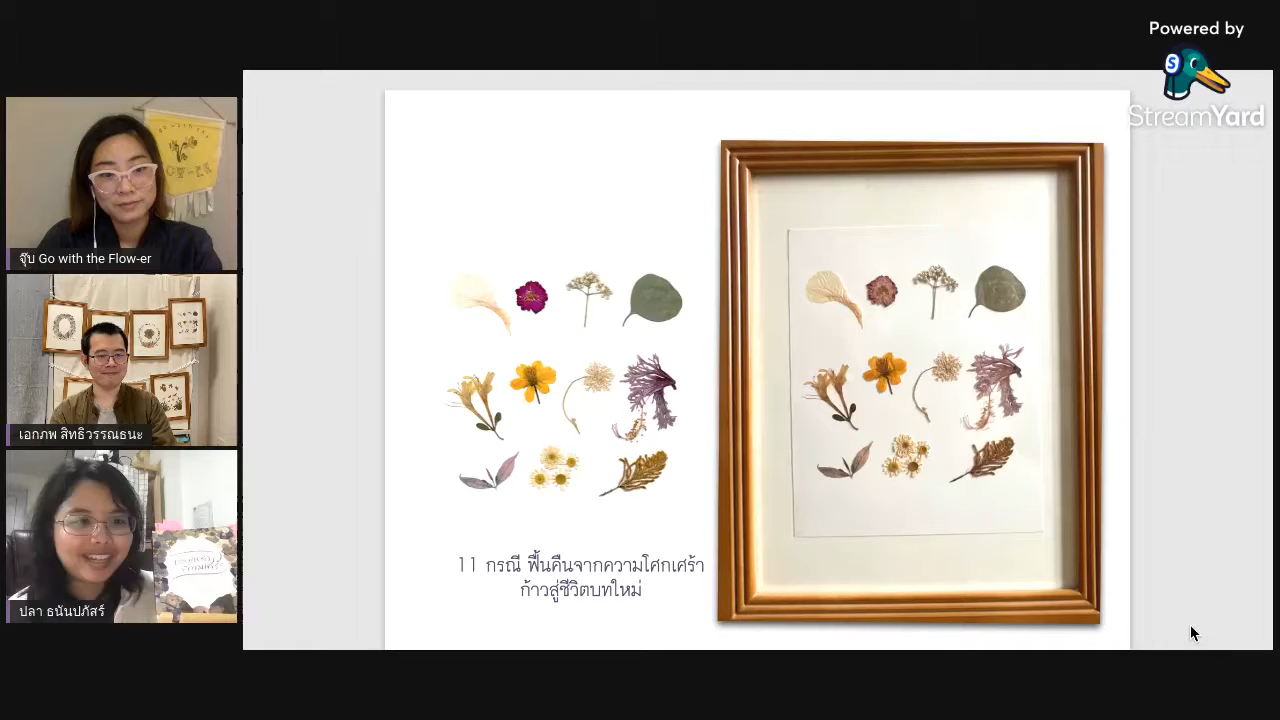 Powered by
S
StreamYard
จุ๊บ Go with the Flow-er
เอกภพ สิทธิวรรณธนะ
ปลา ธนันปภัสร์
11 กรณี ฟื้นคืนจากความโศกเศร้า
ก้าวสู่ชีวิตบทใหม่